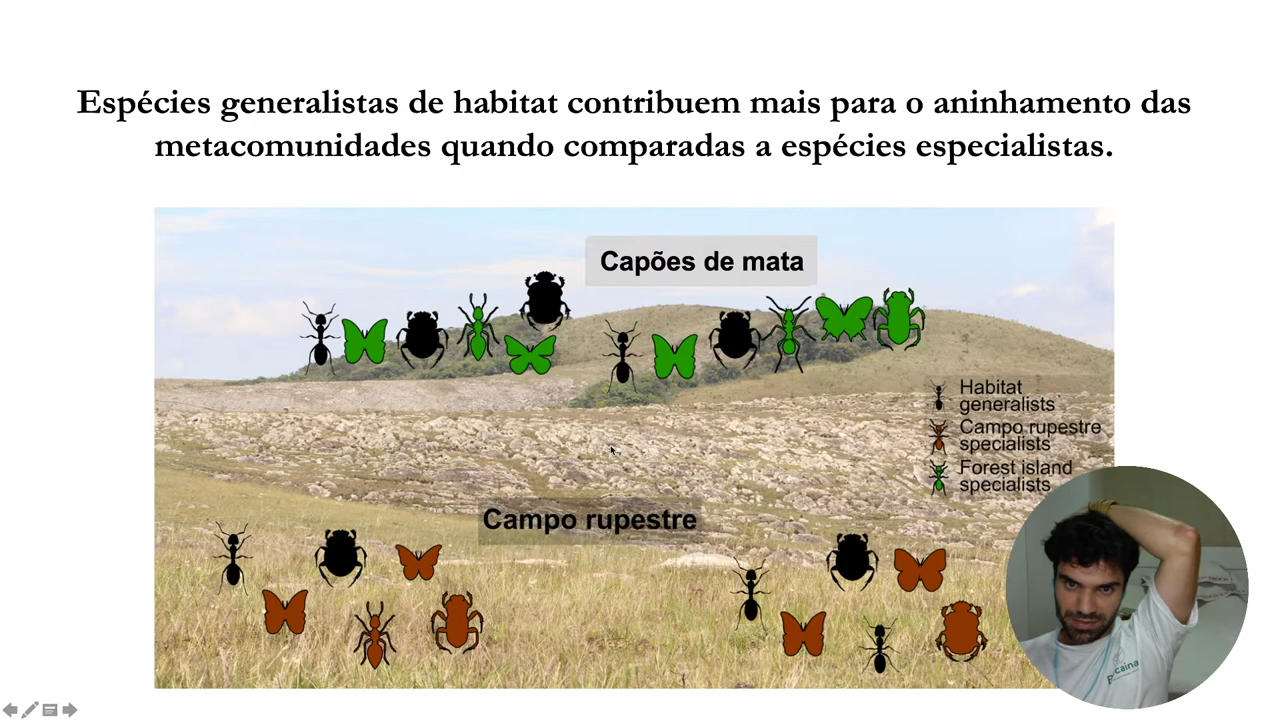 Espécies generalistas de habitat contribuem mais para o aninhamento das
metacomunidades quando comparadas a espécies especialistas.
Capões de mata
Habitat
generalists
Campo rupestre
specialists
Forest island
specialists
Campo rupestre